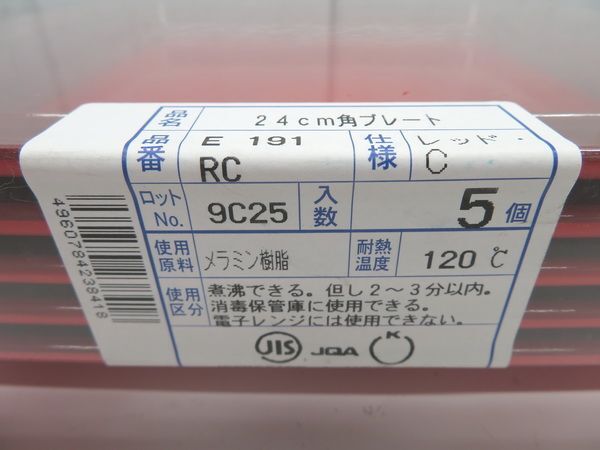 品名 24cm角プレート
品番 E 191 RC 仕様 レッド・C
ロットNo. 9C25 入数 5個
使用原料 メラミン樹脂 耐熱温度 120℃
使用区分 煮沸できる。但し2～3分以内。
消毒保管庫に使用できる。
電子レンジには使用できない。
JIS JQA K
4960784238418